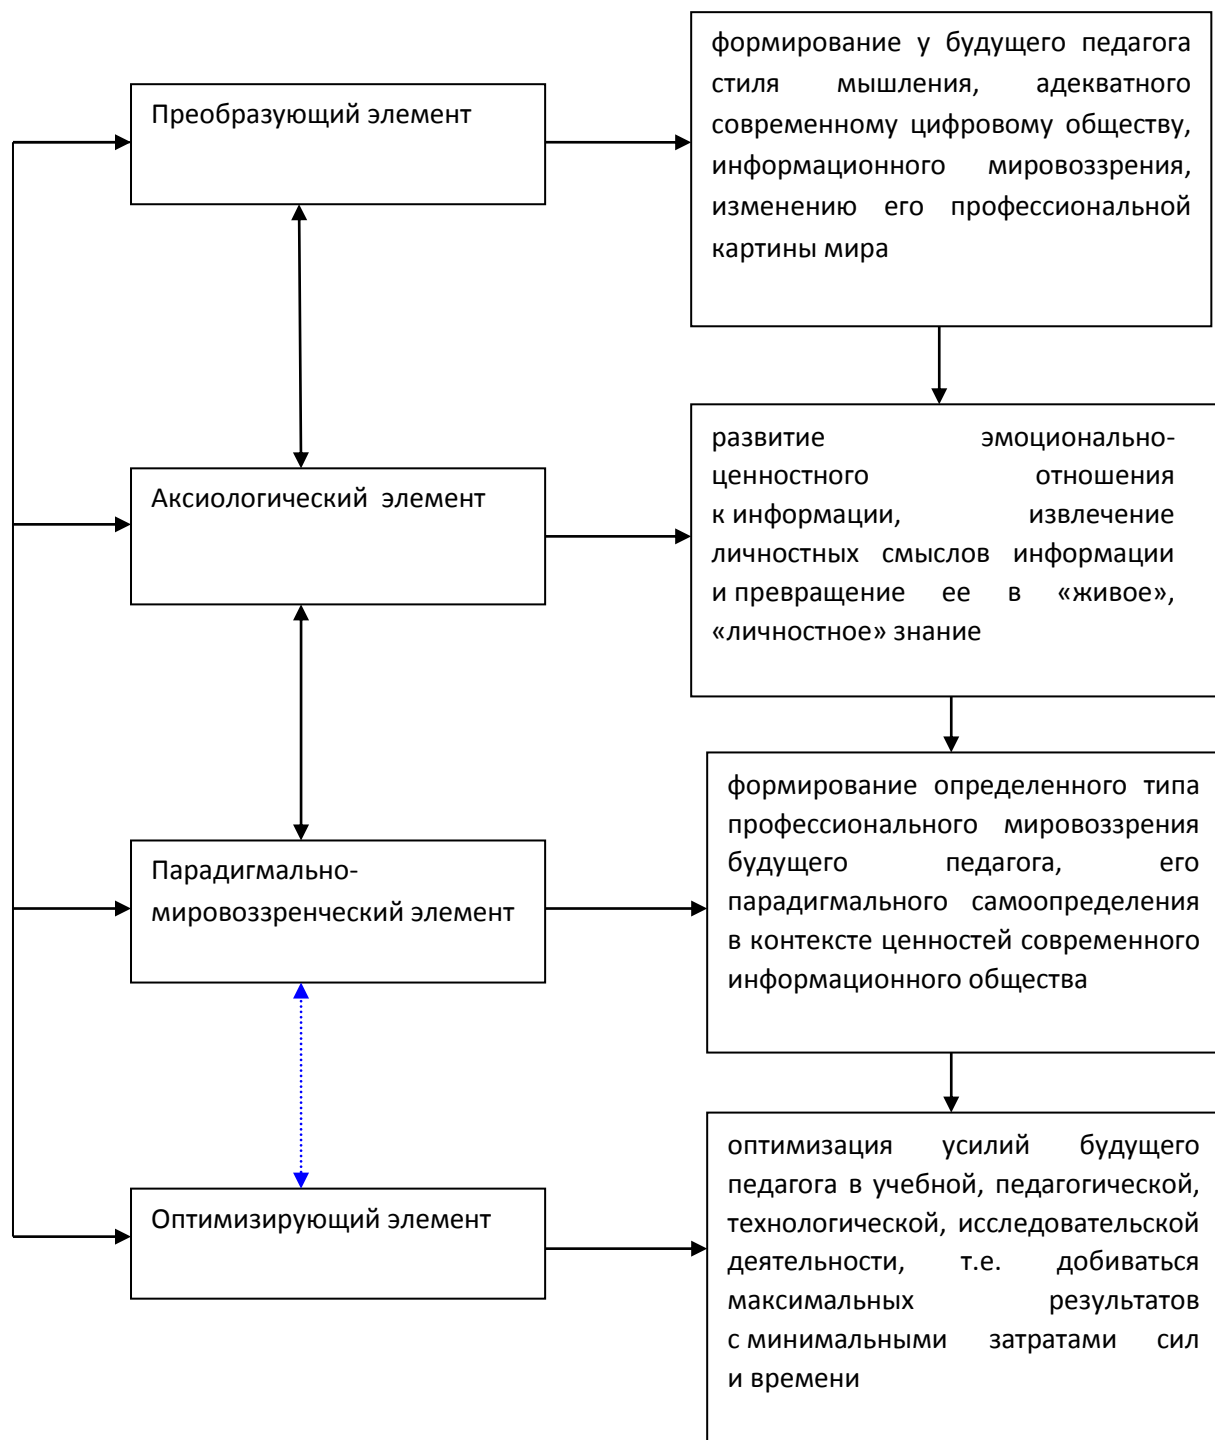 Преобразующий элемент
формирование у будущего педагога
стиля мышления, адекватного
современному цифровому обществу,
информационного мировоззрения,
изменению его профессиональной
картины мира
Аксиологический элемент
развитие эмоционально-
ценностного отношения
к информации, извлечение
личностных смыслов информации
и превращение ее в «живое»,
«личностное» знание
Парадигмально-
мировоззренческий элемент
формирование определенного типа
профессионального мировоззрения
будущего педагога, его
парадигмального самоопределения
в контексте ценностей современного
информационного общества
Оптимизирующий элемент
оптимизация усилий будущего
педагога в учебной, педагогической,
технологической, исследовательской
деятельности, т.е. добиваться
максимальных результатов
с минимальными затратами сил
и времени